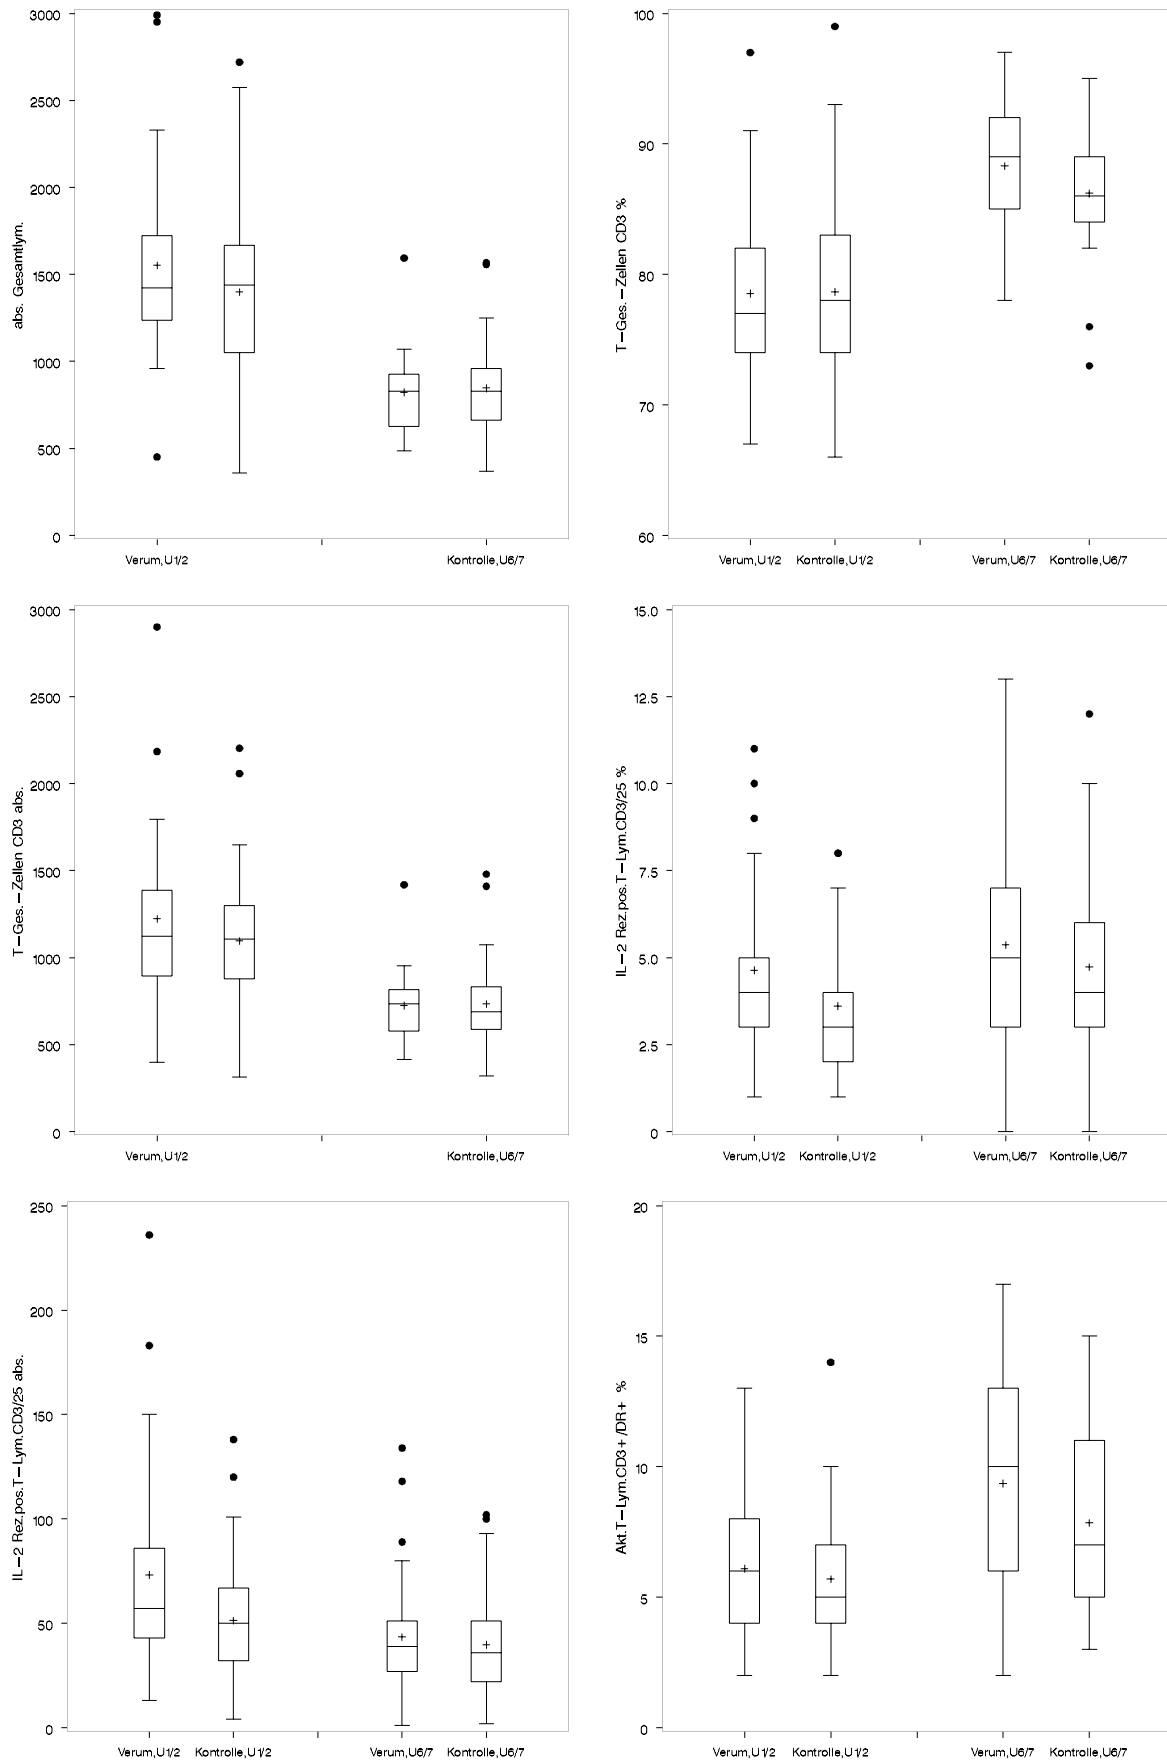 3000
2500
2000
1500
1000
500
0
abs. Gesamtlym.
Verum,U1/2
Kontrolle,U6/7
100
90
80
70
60
T-Ges.-Zellen CD3 %
Verum,U1/2 Kontrolle,U1/2 Verum,U6/7 Kontrolle,U6/7
3000
2500
2000
1500
1000
500
0
T-Ges.-Zellen CD3 abs.
Verum,U1/2
Kontrolle,U6/7
15.0
12.5
10.0
7.5
5.0
2.5
0
IL-2 Rez.pos.T-Lym.CD3/25 %
Verum,U1/2 Kontrolle,U1/2 Verum,U6/7 Kontrolle,U6/7
250
200
150
100
50
0
IL-2 Rez.pos.T-Lym.CD3/25 abs.
Verum,U1/2 Kontrolle,U1/2 Verum,U6/7 Kontrolle,U6/7
20
15
10
5
0
Akt.T-Lym.CD3+/DR+ %
Verum,U1/2 Kontrolle,U1/2 Verum,U6/7 Kontrolle,U6/7